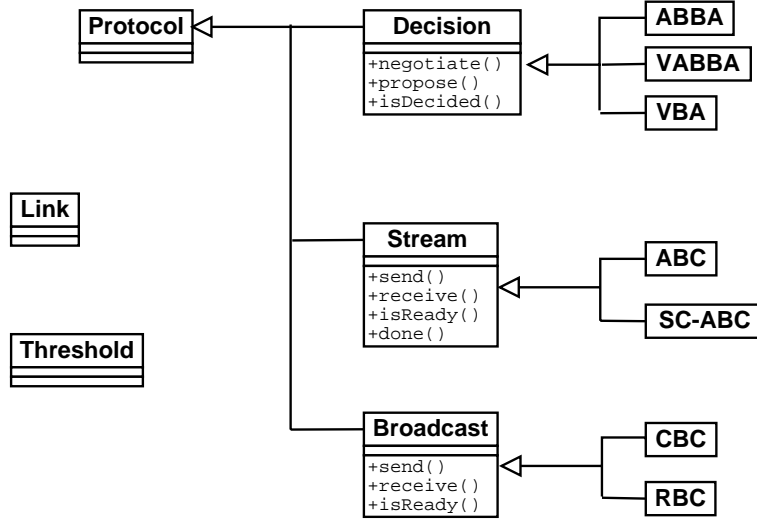 Protocol
Decision
+negotiate()
+propose()
+isDecided()
ABBA
VABBA
VBA
Link
Stream
+send()
+receive()
+isReady()
+done()
ABC
SC-ABC
Threshold
Broadcast
+send()
+receive()
+isReady()
CBC
RBC